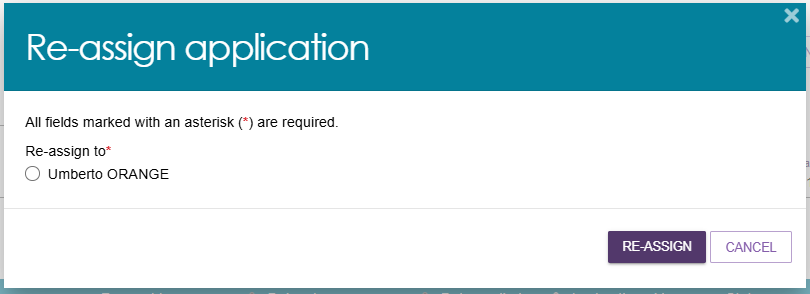 Re-assign application
All fields marked with an asterisk (*) are required.
Re-assign to*
Umberto ORANGE
RE-ASSIGN CANCEL